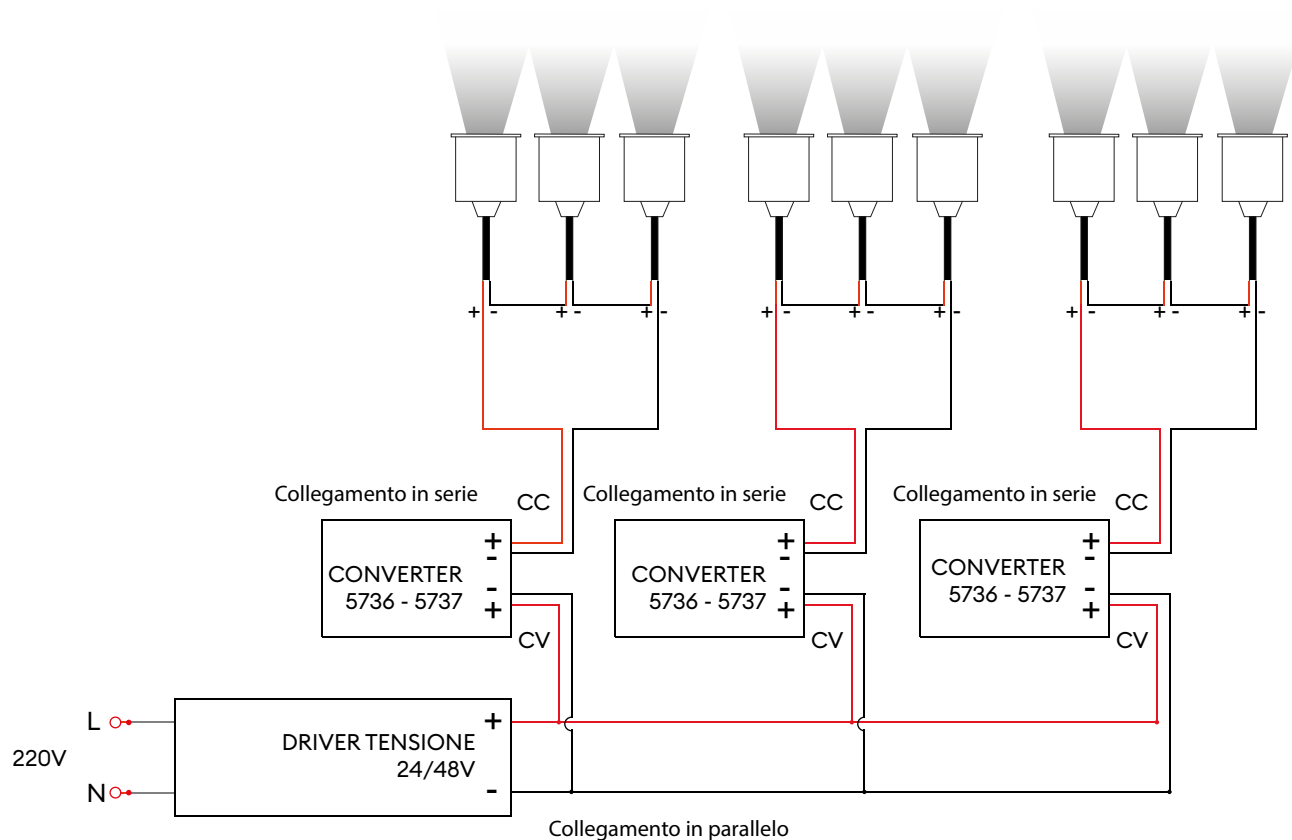 + - + - + - + - + - + - + - + - + -
Collegamento in serie CC Collegamento in serie CC Collegamento in serie CC
+ + +
- - -
CONVERTER CONVERTER CONVERTER
5736 - 5737 5736 - 5737 5736 - 5737
- - -
+ + +
CV CV CV
L +
DRIVER TENSIONE
220V
24/48V
N -
Collegamento in parallelo